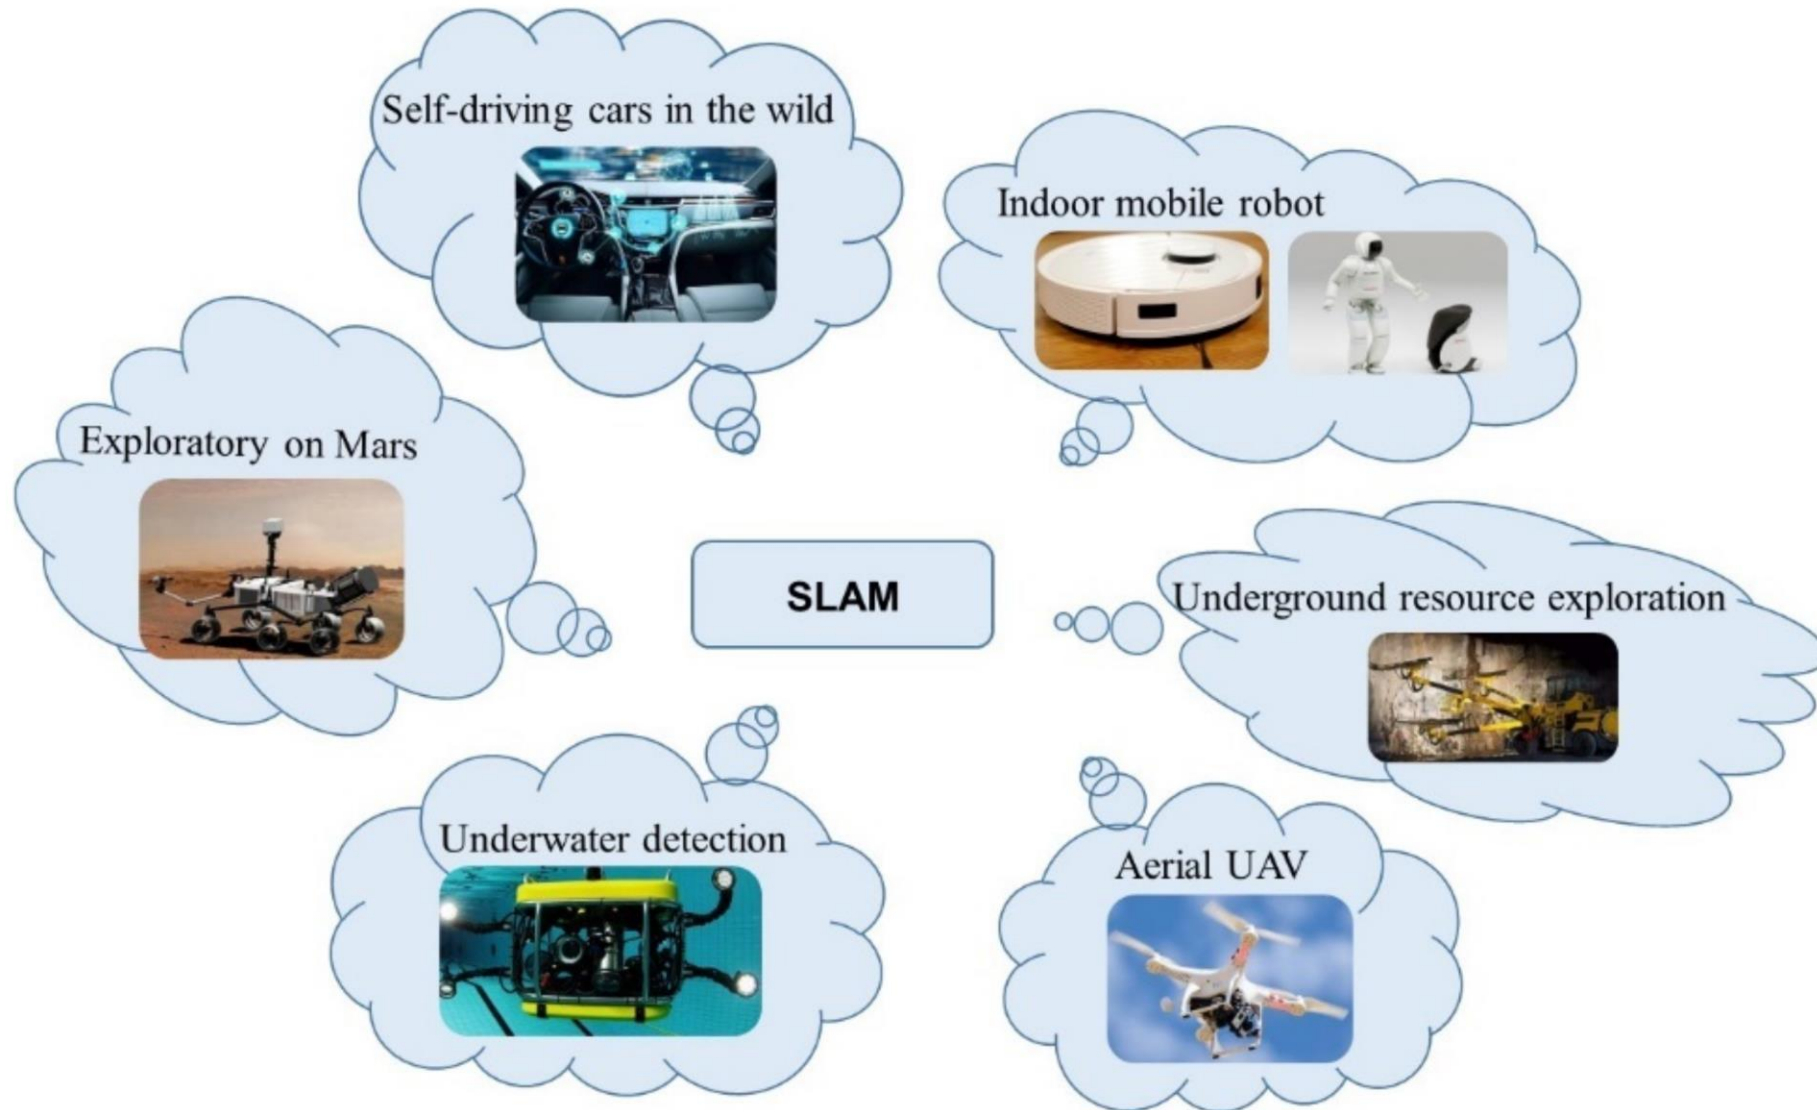 Self-driving cars in the wild
Indoor mobile robot
Exploratory on Mars
SLAM
Underground resource exploration
Underwater detection
Aerial UAV